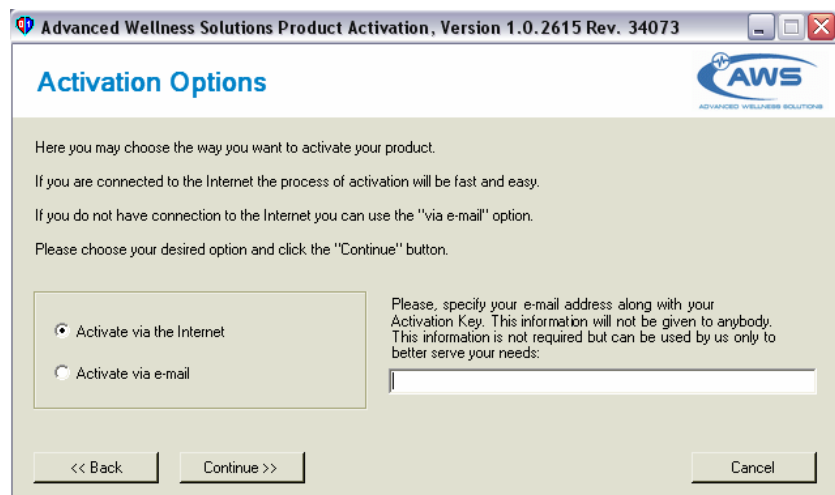 Advanced Wellness Solutions Product Activation, Version 1.0.2615 Rev. 34073
Activation Options
AWS
ADVANCED WELLNESS SOLUTIONS
Here you may choose the way you want to activate your product.
If you are connected to the Internet the process of activation will be fast and easy.
If you do not have connection to the Internet you can use the "via e-mail" option.
Please choose your desired option and click the "Continue" button.
Activate via the Internet
Activate via e-mail
Please, specify your e-mail address along with your
Activation Key. This information will not be given to anybody.
This information is not required but can be used by us only to
better serve your needs:
<< Back
Continue >>
Cancel